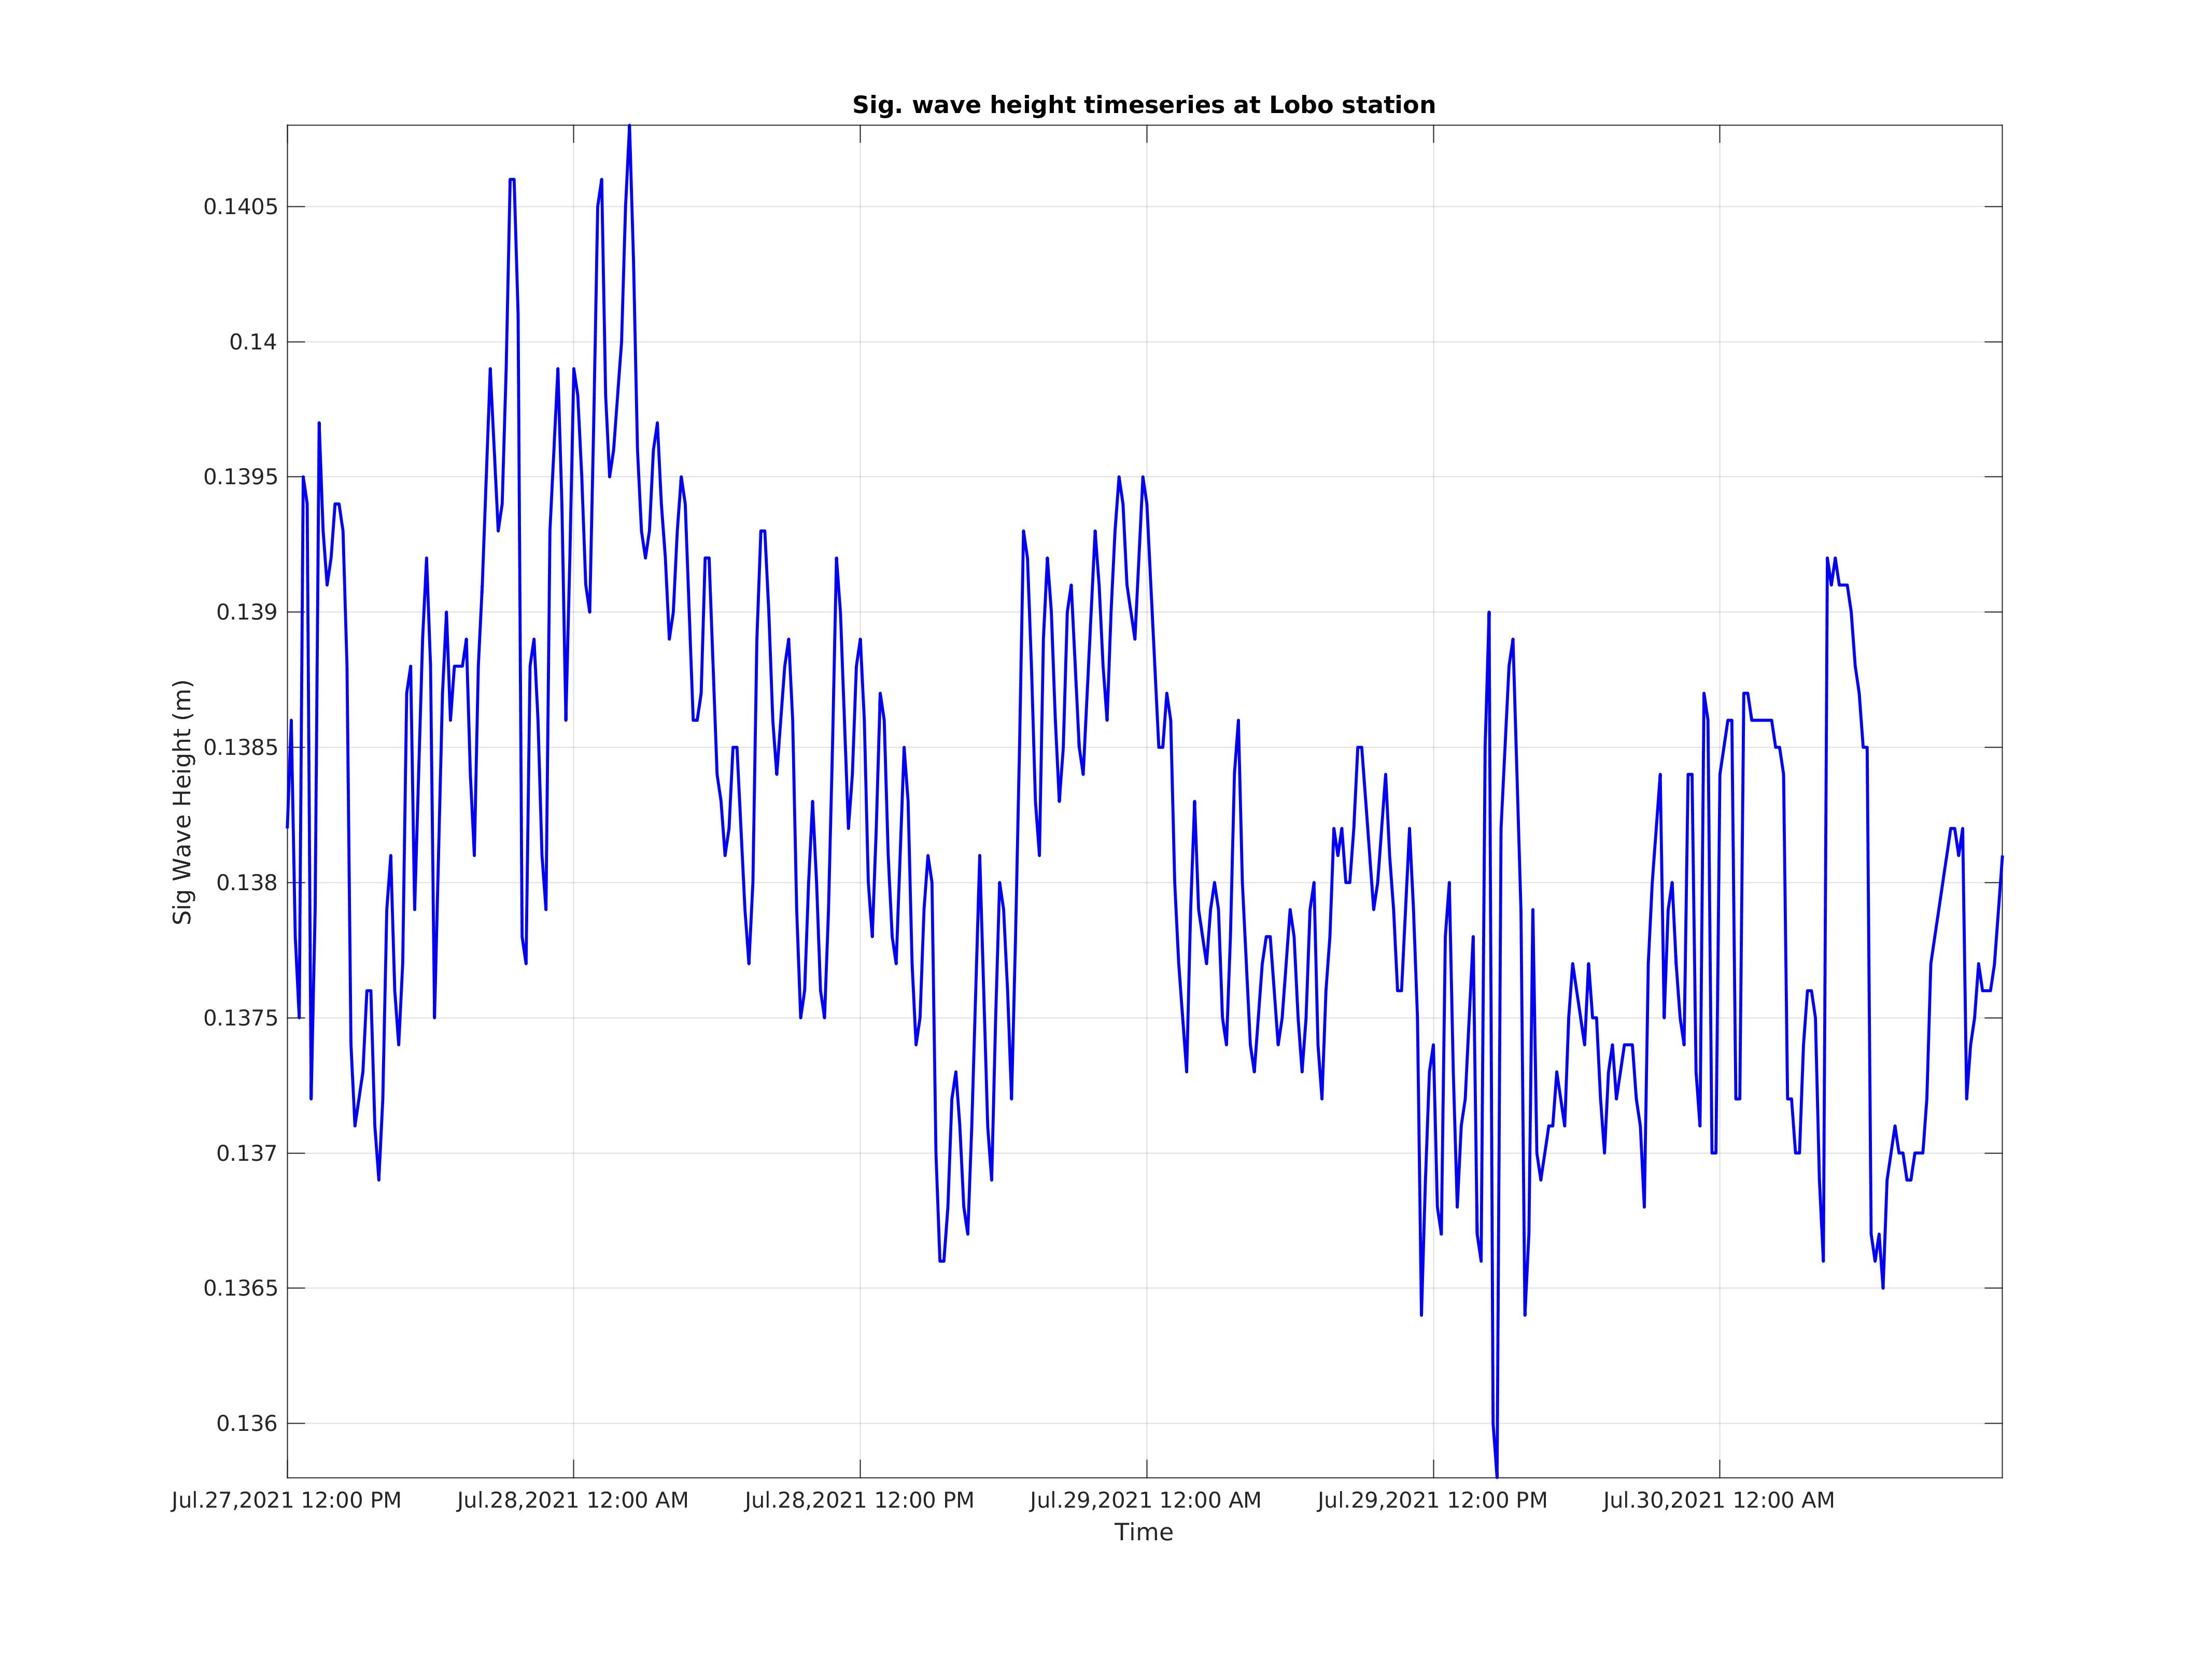 Sig. wave height timeseries at Lobo station
0.1405
0.14
0.1395
0.139
0.1385
0.138
0.1375
0.137
0.1365
0.136
Sig Wave Height (m)
Jul.27,2021 12:00 PM Jul.28,2021 12:00 AM Jul.28,2021 12:00 PM Jul.29,2021 12:00 AM Jul.29,2021 12:00 PM Jul.30,2021 12:00 AM
Time